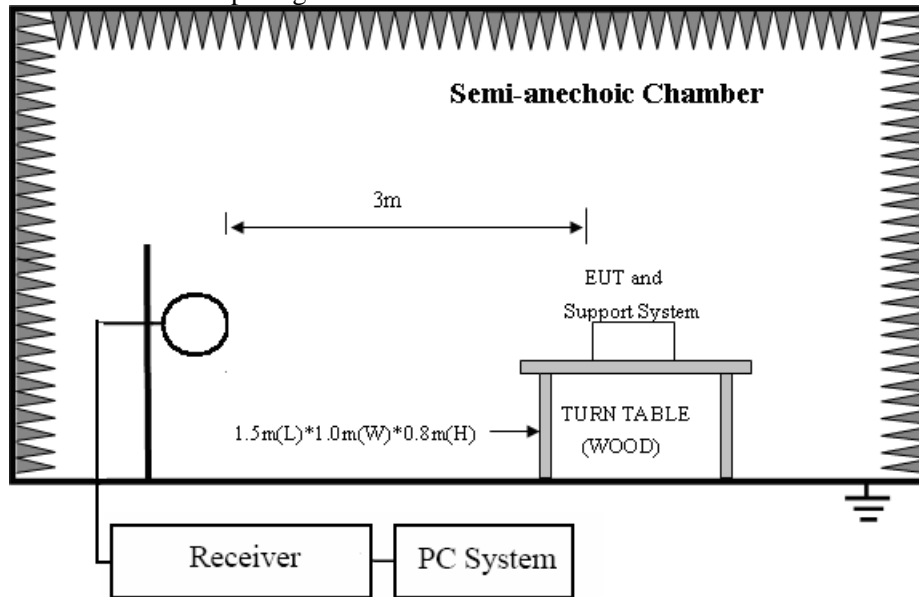 Semi-anechoic Chamber
3m
EUT and
Support System
1.5m(L)*1.0m(W)*0.8m(H)
TURN TABLE
(WOOD)
Receiver
PC System